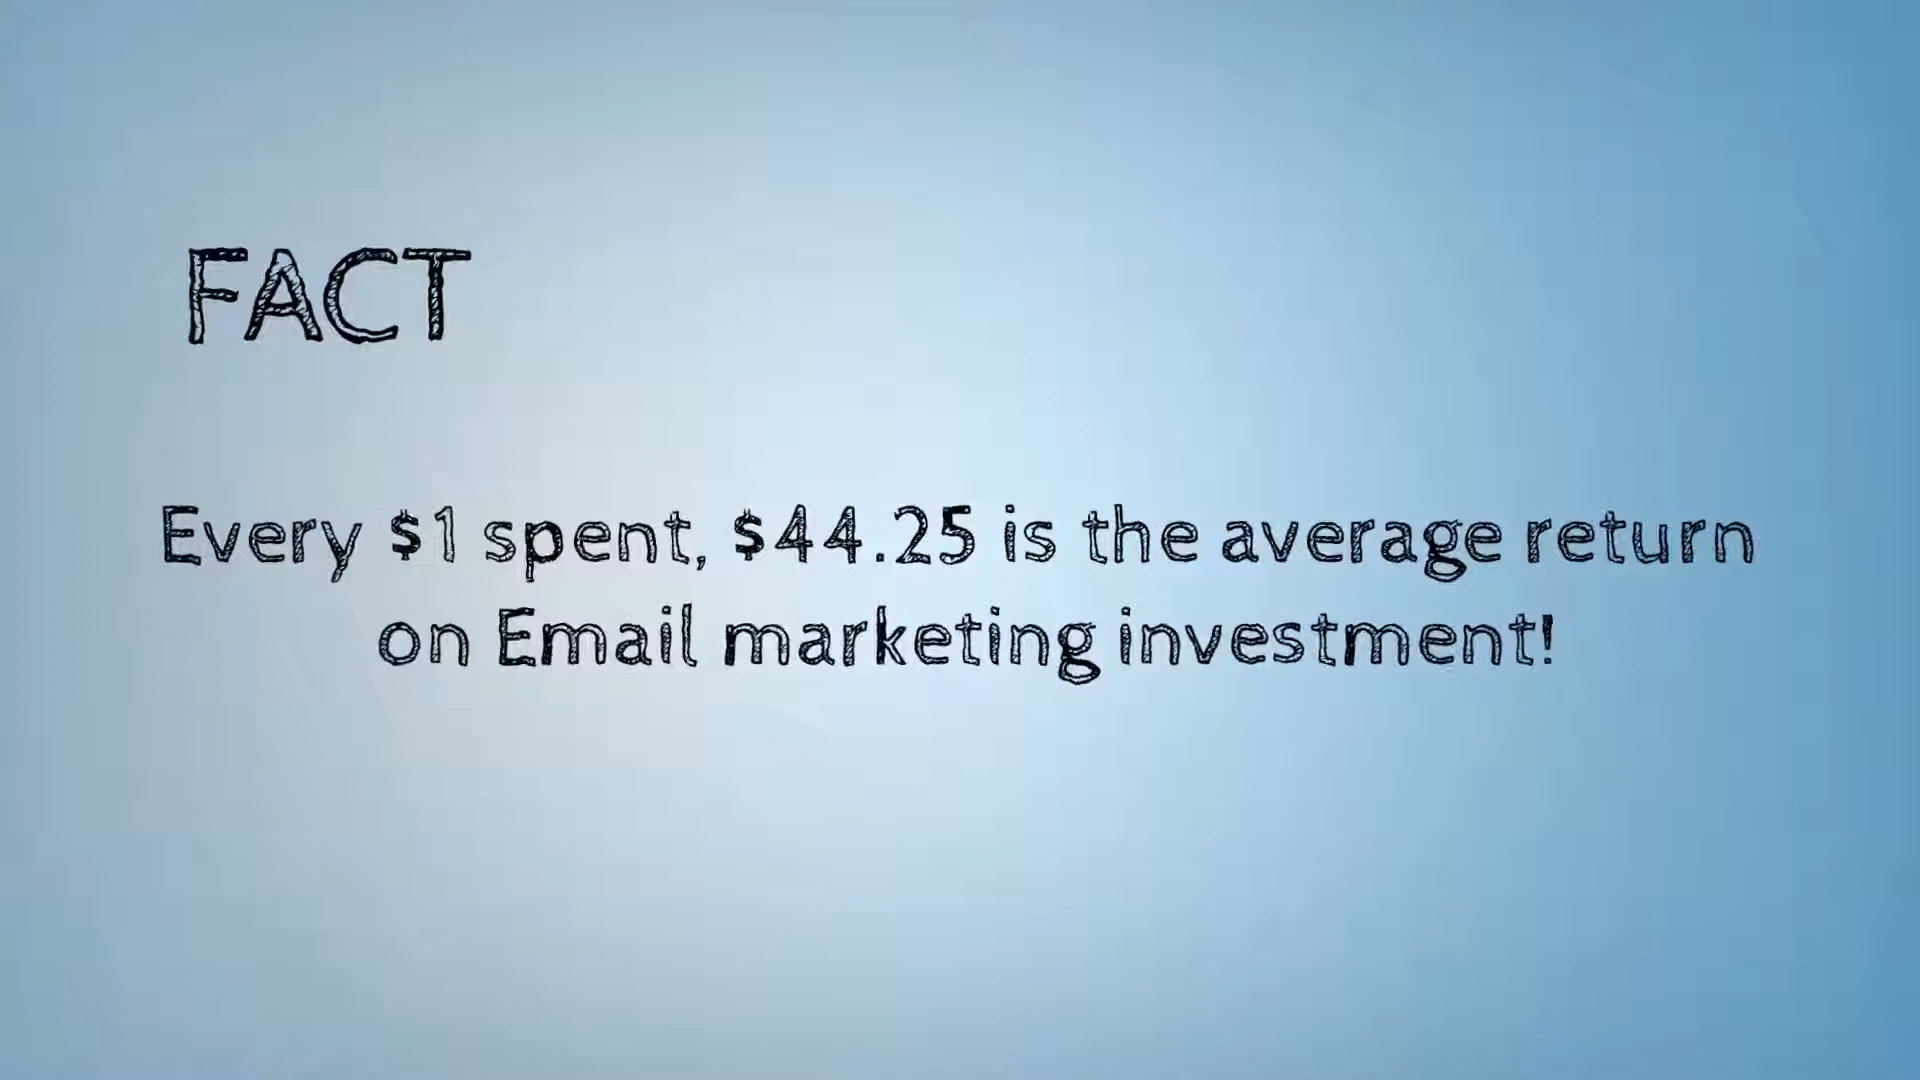 FACT
Every $1 spent, $44.25 is the average return
on Email marketing investment!